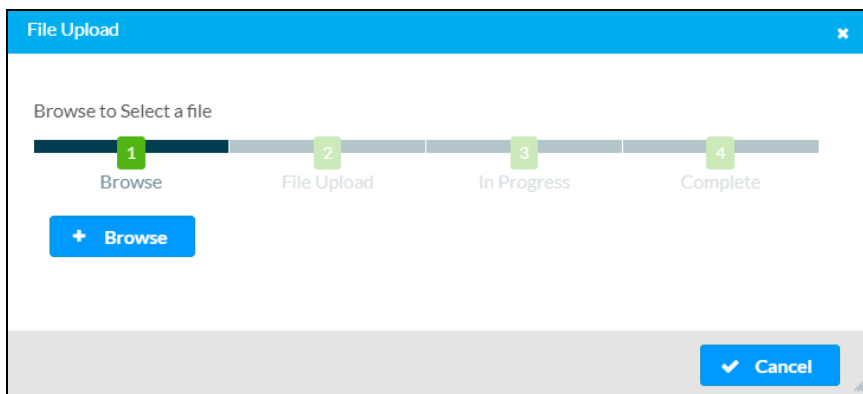 File Upload
Browse to Select a file
1 2 3 4
Browse File Upload In Progress Complete
+ Browse
Cancel